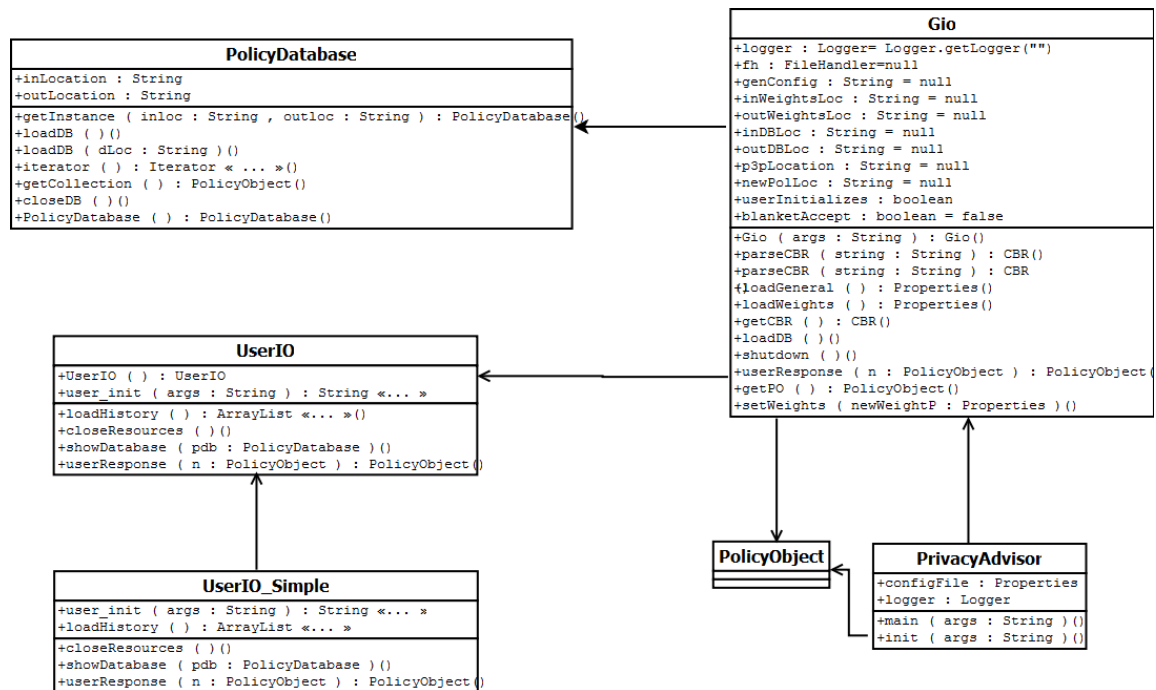 PolicyDatabase
+inLocation : String
+outLocation : String
+getInstance ( inloc : String , outloc : String ) : PolicyDatabase()
+loadDB ( )()
+loadDB ( dLoc : String )()
+iterator ( ) : Iterator « ... »()
+getCollection ( ) : PolicyObject()
+closeDB ( )()
+PolicyDatabase ( ) : PolicyDatabase()
Gio
+logger : Logger= Logger.getLogger("")
+fh : FileHandler=null
+genConfig : String = null
+inWeightsLoc : String = null
+outWeightsLoc : String = null
+inDBLoc : String = null
+outDBLoc : String = null
+p3pLocation : String = null
+newPolLoc : String = null
+userInitializes : boolean
+blanketAccept : boolean = false
+Gio ( args : String ) : Gio()
+parseCBR ( string : String ) : CBR()
+parseCBR ( string : String ) : CBR
()
+loadGeneral ( ) : Properties()
+loadWeights ( ) : Properties()
+getCBR ( ) : CBR()
+loadDB ( )()
+shutdown ( )()
+userResponse ( n : PolicyObject ) : PolicyObject(
+getPO ( ) : PolicyObject()
+setWeights ( newWeightP : Properties )()
UserIO
+UserIO ( ) : UserIO
+user_init ( args : String ) : String «... »
+loadHistory ( ) : ArrayList «... »()
+closeResources ( )()
+showDatabase ( pdb : PolicyDatabase )()
+userResponse ( n : PolicyObject ) : PolicyObject()
UserIO_Simple
+user_init ( args : String ) : String «... »
+loadHistory ( ) : ArrayList «... »
+closeResources ( )()
+showDatabase ( pdb : PolicyDatabase )()
+userResponse ( n : PolicyObject ) : PolicyObject()
PolicyObject
PrivacyAdvisor
+configFile : Properties
+logger : Logger
+main ( args : String )()
+init ( args : String )()